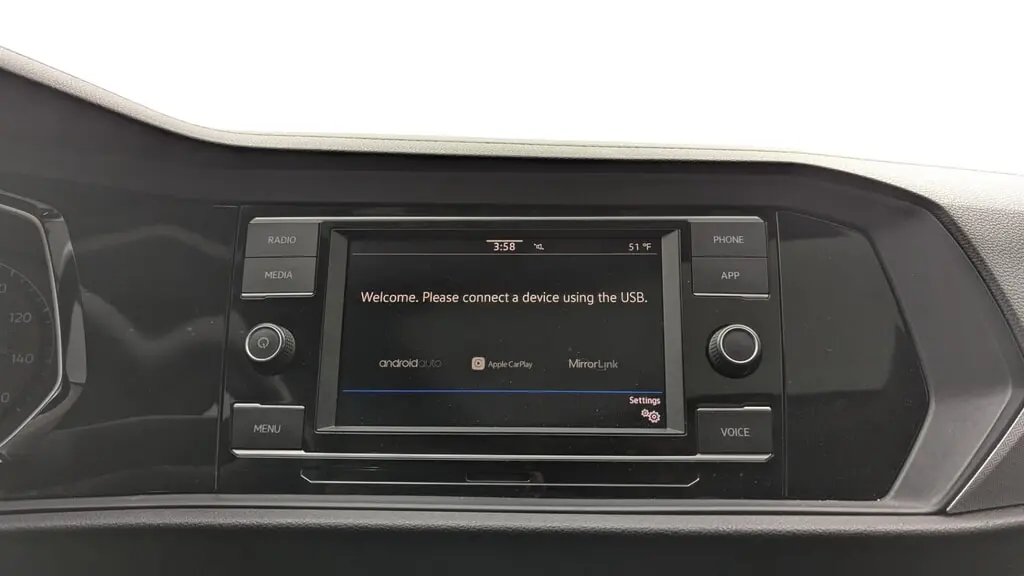 RADIO
MEDIA
MENU
3:58
51 °F
Welcome. Please connect a device using the USB.
androidauto
Apple CarPlay
MirrorLink
Settings
PHONE
APP
VOICE
120
140